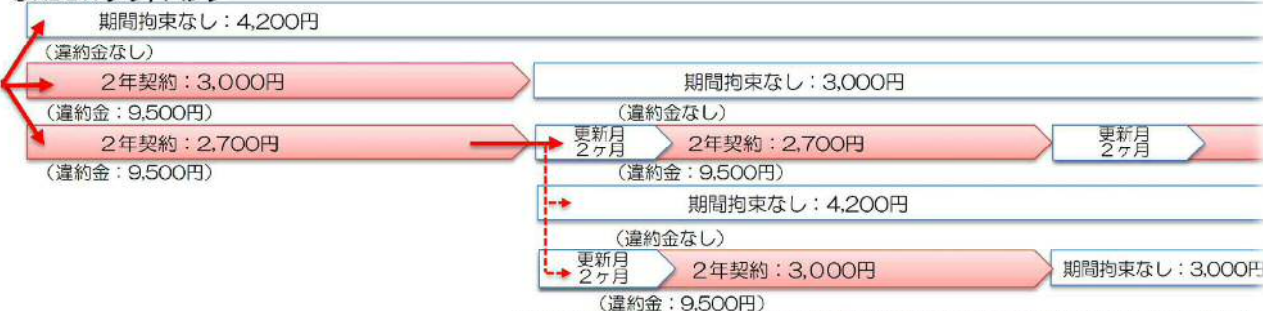 期間拘束なし：4,200円
（違約金なし）
2年契約：3,000円
期間拘束なし：3,000円
（違約金：9,500円）
（違約金なし）
2年契約：2,700円
更新月
2ヶ月
2年契約：2,700円
更新月
2ヶ月
（違約金：9,500円）
（違約金：9,500円）
期間拘束なし：4,200円
（違約金なし）
更新月
2ヶ月
2年契約：3,000円
期間拘束なし：3,000円
（違約金：9,500円）